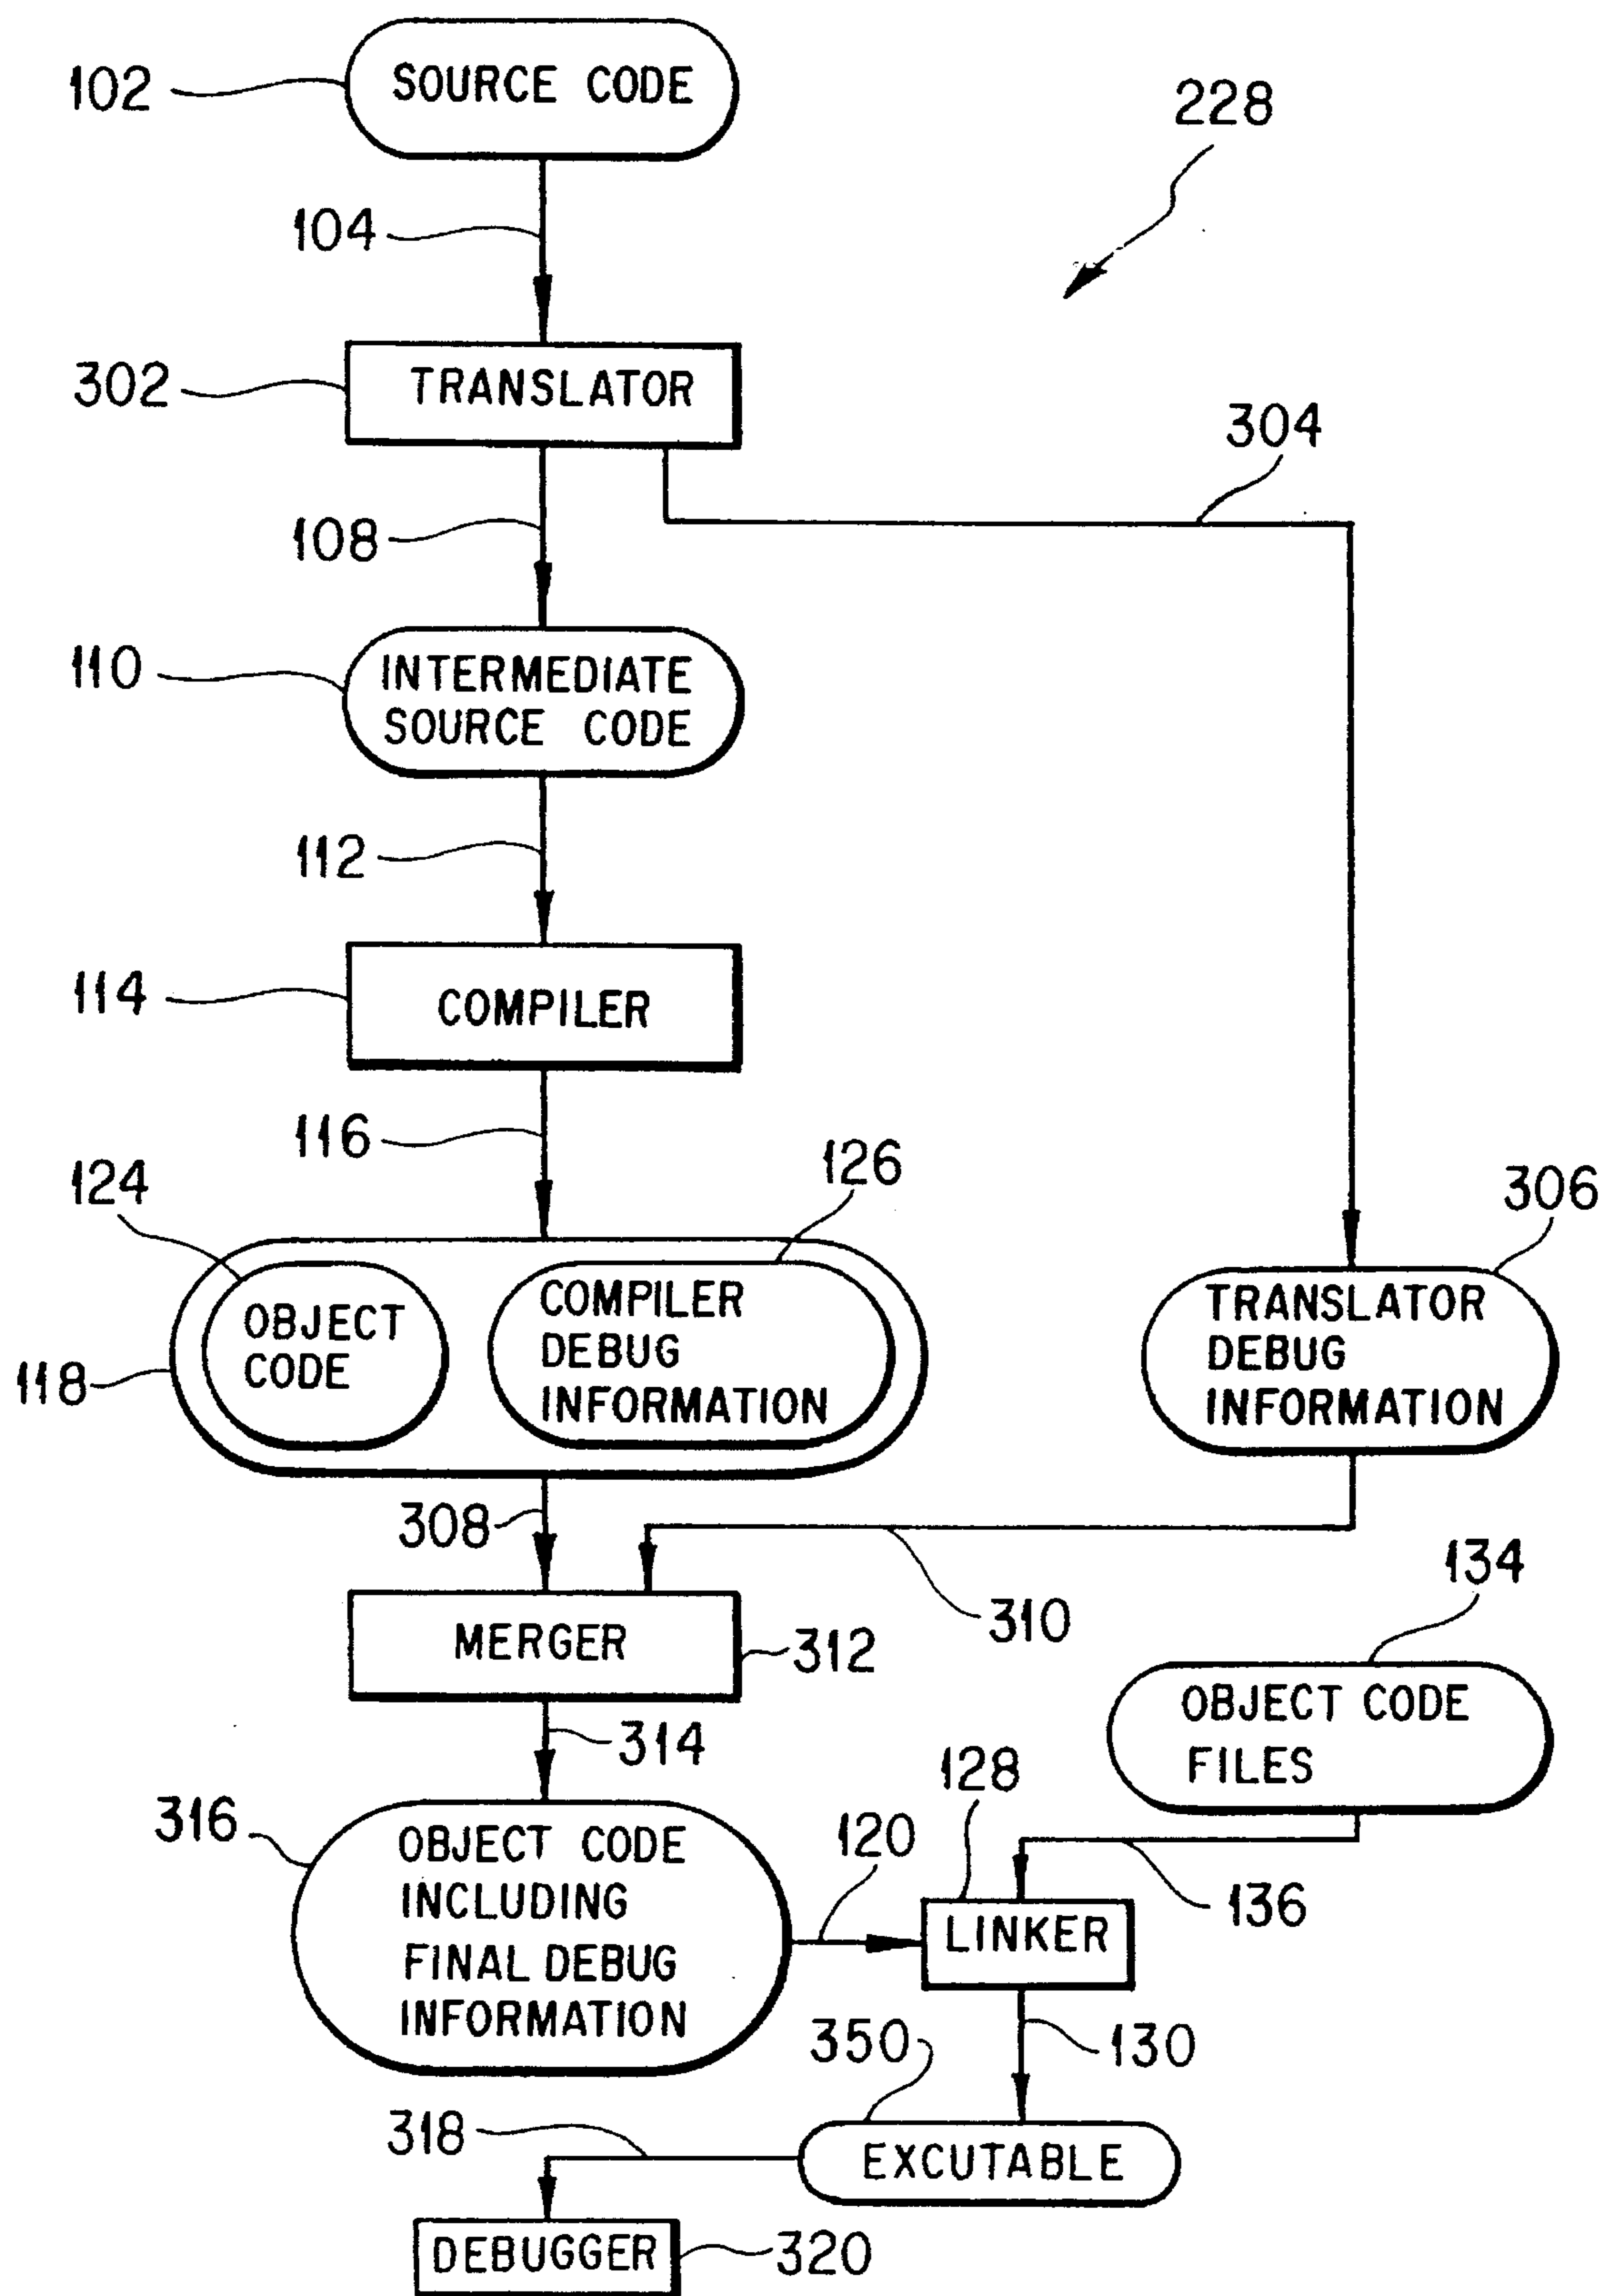 102
SOURCE CODE
228
104
302
TRANSLATOR
304
108
110
INTERMEDIATE
SOURCE CODE
112
114
COMPILER
116
124
126
306
118
OBJECT
CODE
COMPILER
DEBUG
INFORMATION
TRANSLATOR
DEBUG
INFORMATION
308
310
134
MERGER
312
OBJECT CODE
FILES
314
128
316
OBJECT CODE
INCLUDING
FINAL DEBUG
INFORMATION
120
136
LINKER
350
130
318
EXCUTABLE
DEBUGGER
320